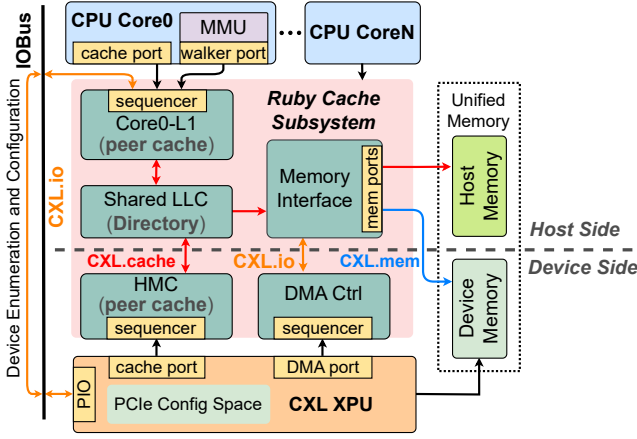 Device Enumeration and Configuration
IOBus
CXL.io
CPU Core0
MMU
cache port
walker port
CPU CoreN
sequencer
Core0-L1
(peer cache)
Ruby Cache
Subsystem
Shared LLC
(Directory)
Memory
Interface
mem ports
Unified
Memory
Host
Memory
Host Side
Device Side
CXL.cache
CXL.io
CXL.mem
HMC
(peer cache)
sequencer
DMA Ctrl
sequencer
Device
Memory
cache port
DMA port
PIO
PCIe Config Space
CXL XPU